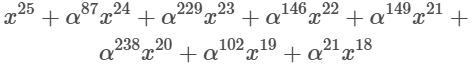 x^{25} + α^{87}x^{24} + α^{229}x^{23} + α^{146}x^{22} + α^{149}x^{21} +
α^{238}x^{20} + α^{102}x^{19} + α^{21}x^{18}